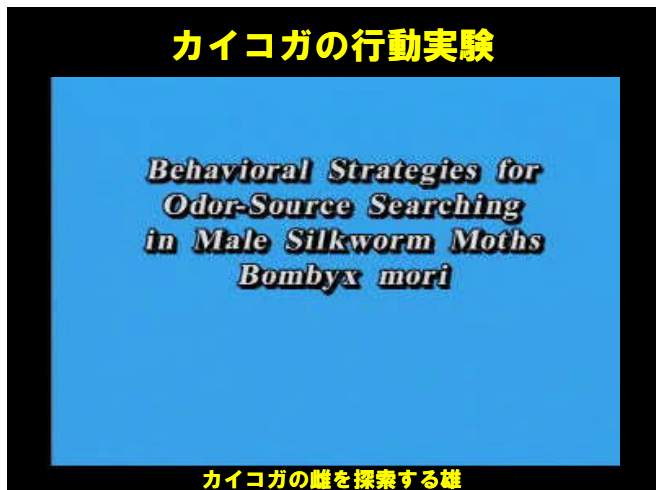 カイコガの行動実験
Behavioral Strategies for
Odor-Source Searching
in Male Silkworm Moths
Bombyx mori
カイコガの雌を探索する雄